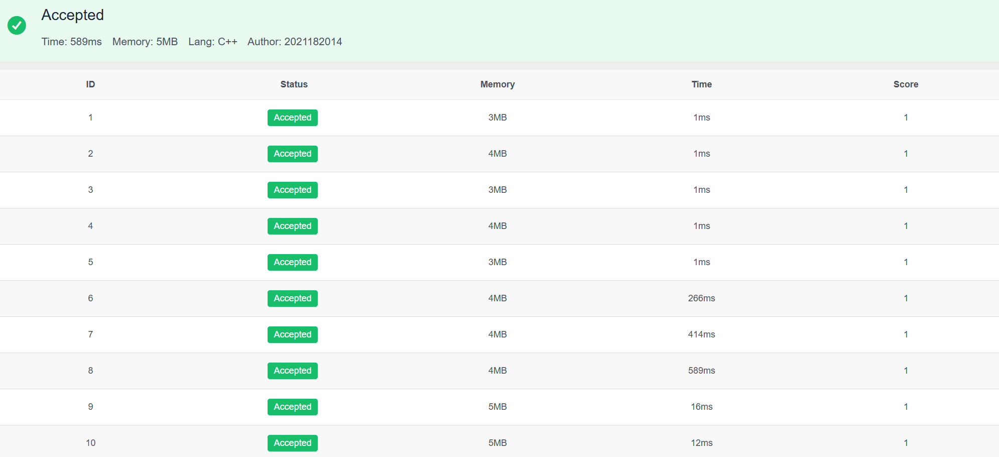 Accepted
Time: 589ms Memory: 5MB Lang: C++ Author: 2021182014
ID Status Memory Time Score
1 Accepted 3MB 1ms 1
2 Accepted 4MB 1ms 1
3 Accepted 3MB 1ms 1
4 Accepted 4MB 1ms 1
5 Accepted 3MB 1ms 1
6 Accepted 4MB 266ms 1
7 Accepted 4MB 414ms 1
8 Accepted 4MB 589ms 1
9 Accepted 5MB 16ms 1
10 Accepted 5MB 12ms 1